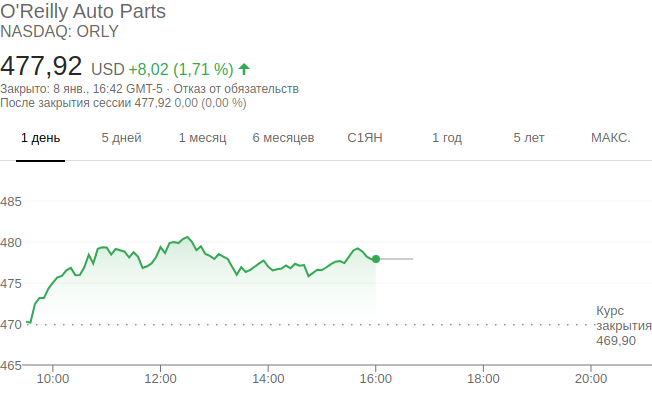 O'Reilly Auto Parts
NASDAQ: ORLY
477,92 USD +8,02 (1,71 %)
Закрыто: 8 янв., 16:42 GMT-5 · Отказ от обязательств
После закрытия сессии 477,92 0,00 (0,00 %)
1 день 5 дней 1 месяц 6 месяцев С1ЯН 1 год 5 лет МАКС.
485
480
475
470
465
Курс
закрытия
469,90
10:00 12:00 14:00 16:00 18:00 20:00